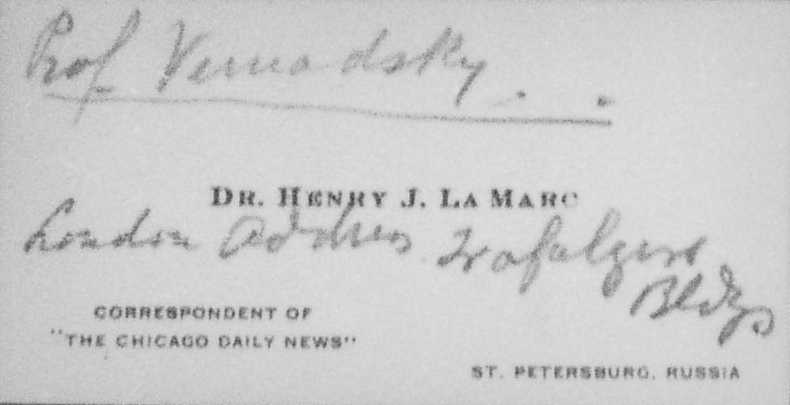 Prof Vernadsky.
DR. HENRY J. LA MARC
London Address Trafalgar
Bldgs
CORRESPONDENT OF
"THE CHICAGO DAILY NEWS"
ST. PETERSBURG, RUSSIA